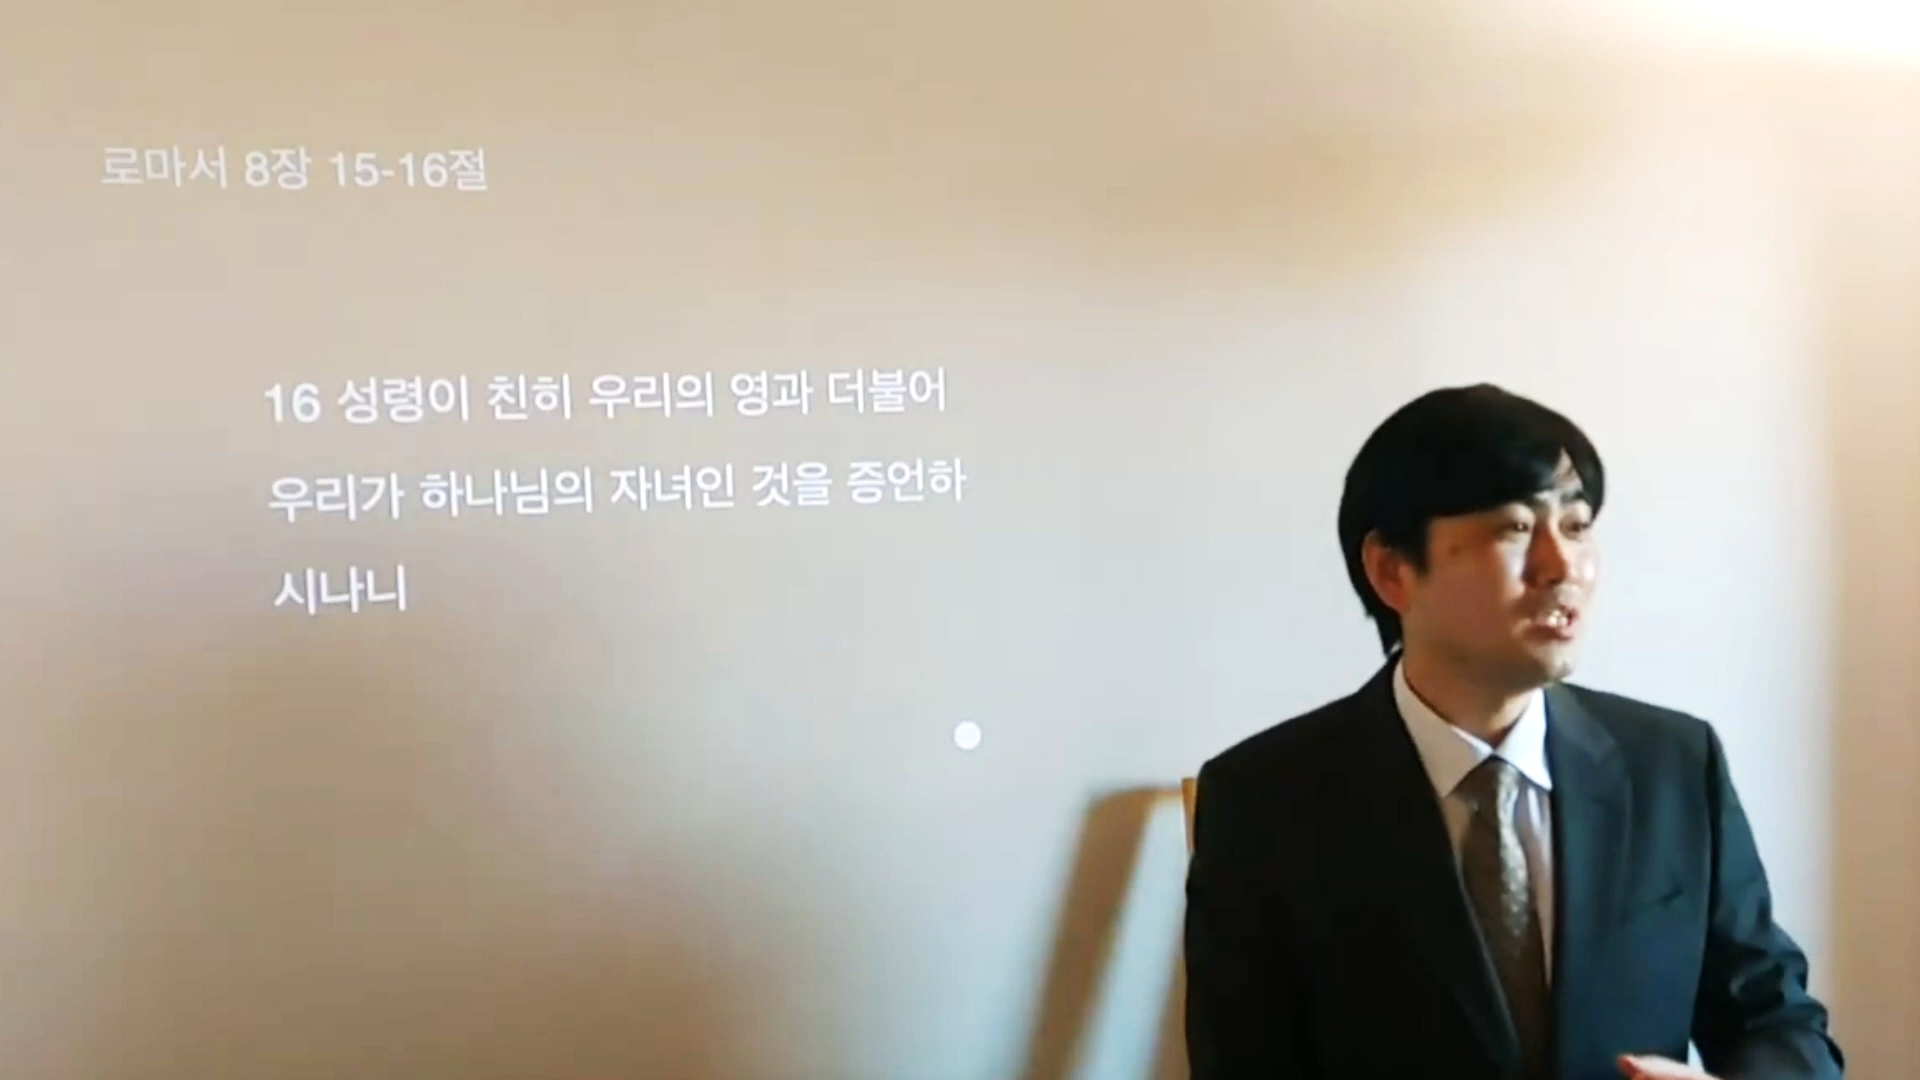 로마서 8장 15-16절
16 성령이 친히 우리의 영과 더불어
우리가 하나님의 자녀인 것을 증언하
시나니